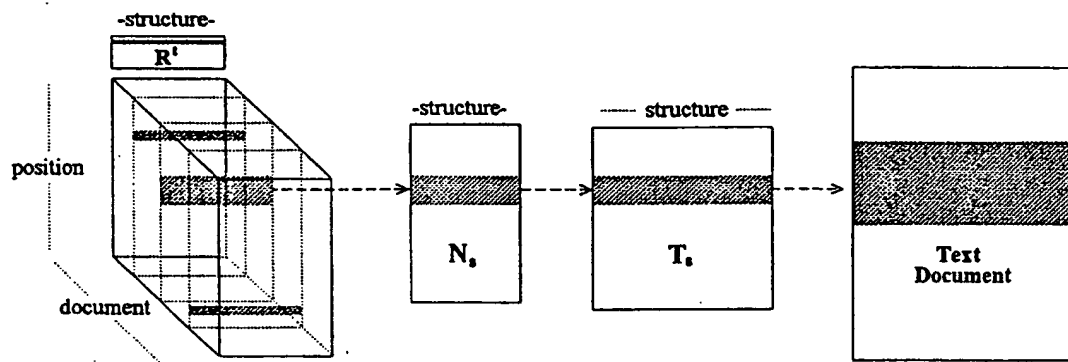 -structure-
R^t
position
document
-structure-
N_s
structure
T_s
Text
Document